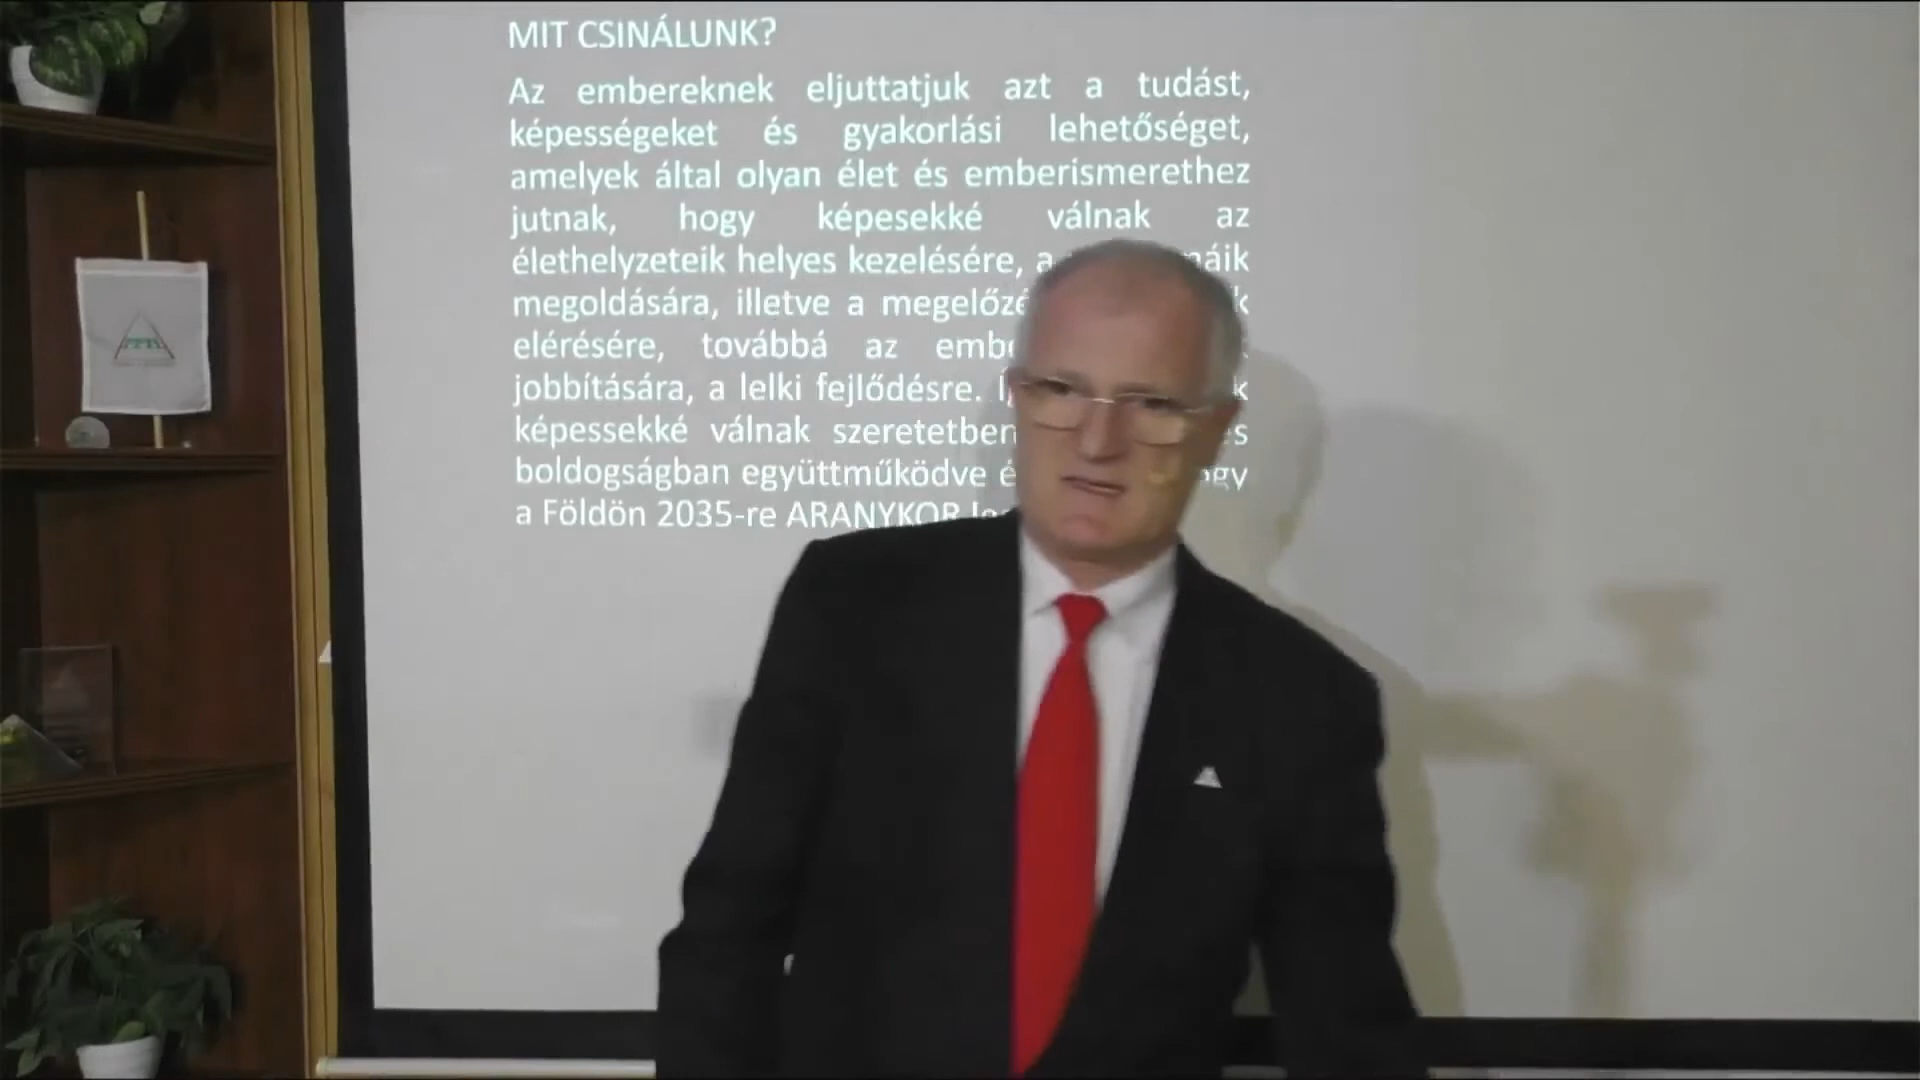 MIT CSINÁLUNK?
Az embereknek eljuttatjuk azt a tudást,
képességeket és gyakorlási lehetőséget,
amelyek által olyan élet és emberismerethez
jutnak, hogy képesekké válnak az
élethelyzeteik helyes kezelésére, a
megoldására, illetve a
elérésére, továbbá az
jobbítására, a lelki fejlődésre.
képessekké válnak szeretetben
boldogságban együttműködve
a Földön 2035-re ARANYKOR